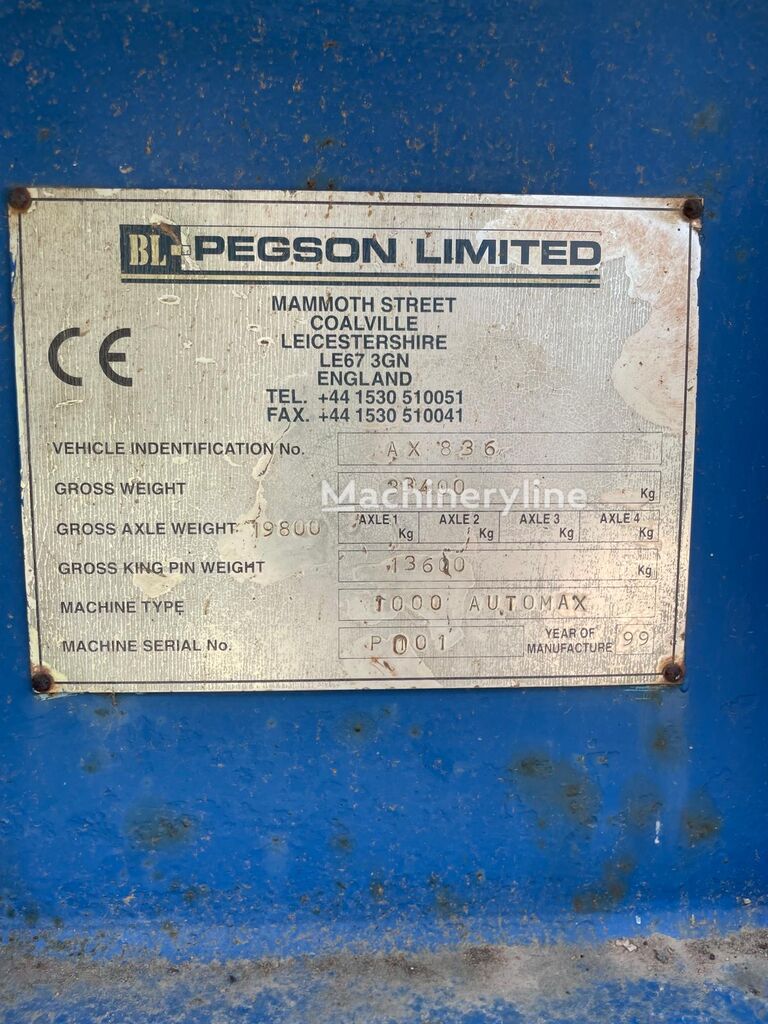 BL-PEGSON LIMITED
MAMMOTH STREET
COALVILLE
LEICESTERSHIRE
LE67 3GN
ENGLAND
TEL. +44 1530 510051
FAX. +44 1530 510041
CE
VEHICLE INDENTIFICATION No. AX 836
GROSS WEIGHT 33400 Kg
Machineryline
GROSS AXLE WEIGHT 19800 AXLE 1 Kg AXLE 2 Kg AXLE 3 Kg AXLE 4 Kg
GROSS KING PIN WEIGHT 13600 Kg
MACHINE TYPE 1000 AUTOMAX
MACHINE SERIAL No. YEAR OF MANUFACTURE 99